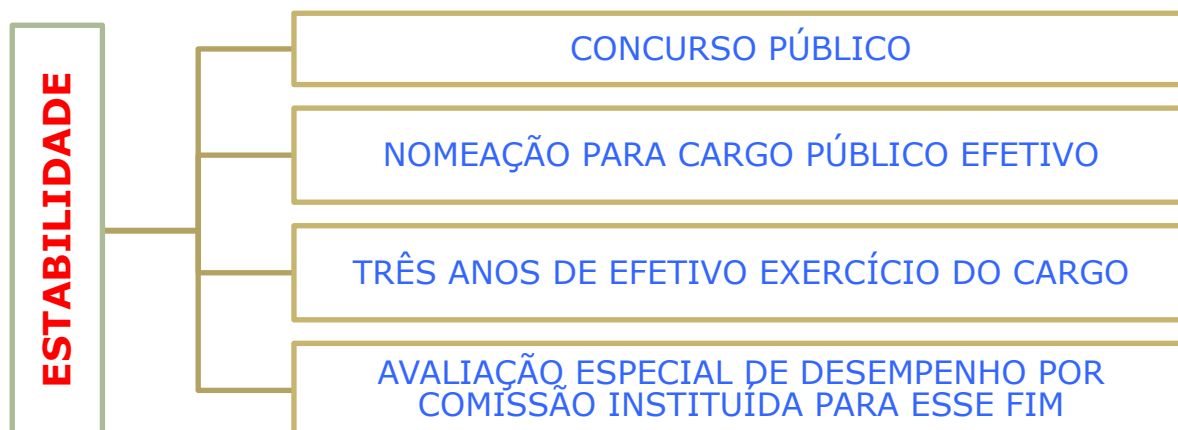 ESTABILIDADE
CONCURSO PÚBLICO
NOMEAÇÃO PARA CARGO PÚBLICO EFETIVO
TRÊS ANOS DE EFETIVO EXERCÍCIO DO CARGO
AVALIAÇÃO ESPECIAL DE DESEMPENHO POR
COMISSÃO INSTITUÍDA PARA ESSE FIM